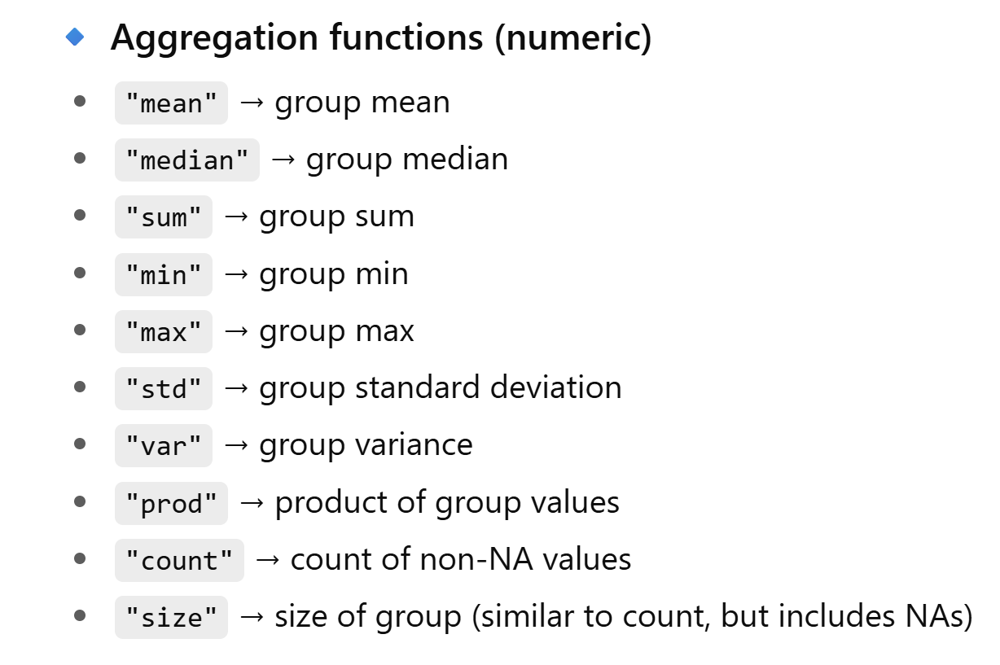 Aggregation functions (numeric)
"mean" → group mean
"median" → group median
"sum" → group sum
"min" → group min
"max" → group max
"std" → group standard deviation
"var" → group variance
"prod" → product of group values
"count" → count of non-NA values
"size" → size of group (similar to count, but includes NAs)